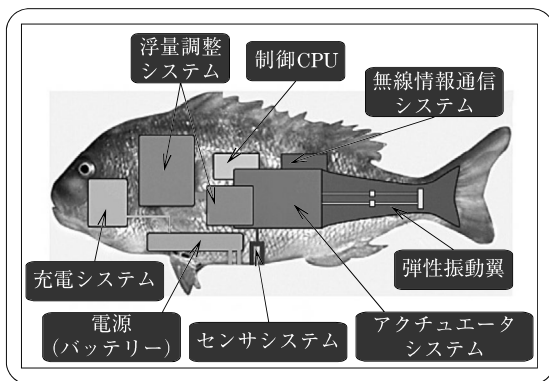 浮量調整
システム
制御CPU
無線情報通信
システム
充電システム
電源
(バッテリー)
センサシステム
アクチュエータ
システム
弾性振動翼